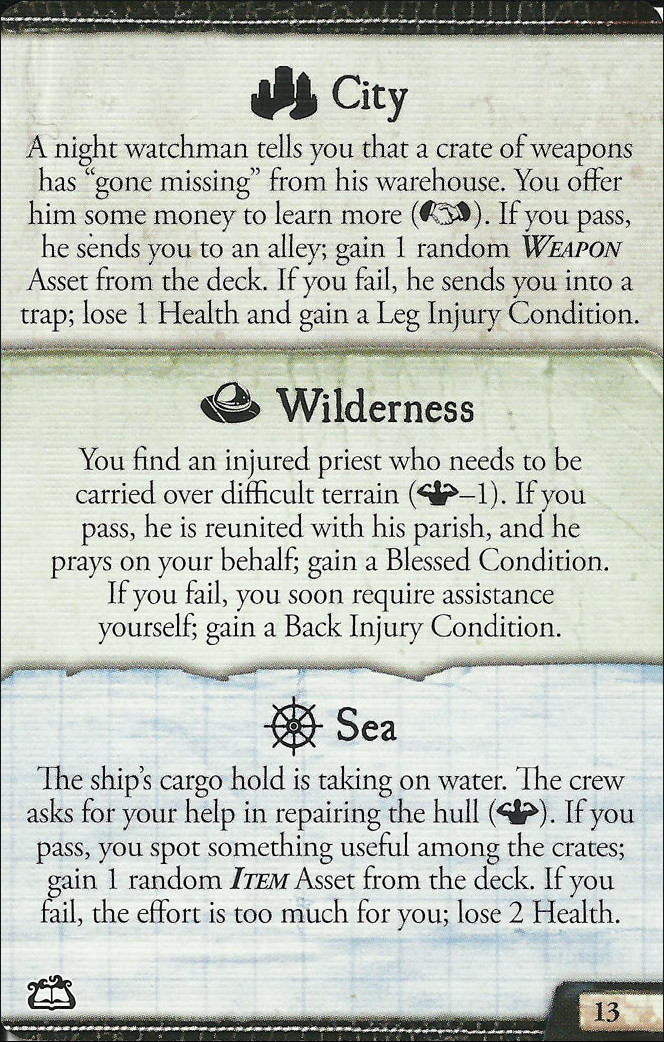 City
A night watchman tells you that a crate of weapons
has “gone missing” from his warehouse. You offer
him some money to learn more ( ). If you pass,
he sends you to an alley; gain 1 random WEAPON
Asset from the deck. If you fail, he sends you into a
trap; lose 1 Health and gain a Leg Injury Condition.
Wilderness
You find an injured priest who needs to be
carried over difficult terrain ( –1). If you
pass, he is reunited with his parish, and he
prays on your behalf; gain a Blessed Condition.
If you fail, you soon require assistance
yourself; gain a Back Injury Condition.
Sea
The ship’s cargo hold is taking on water. The crew
asks for your help in repairing the hull ( ). If you
pass, you spot something useful among the crates;
gain 1 random ITEM Asset from the deck. If you
fail, the effort is too much for you; lose 2 Health.
13